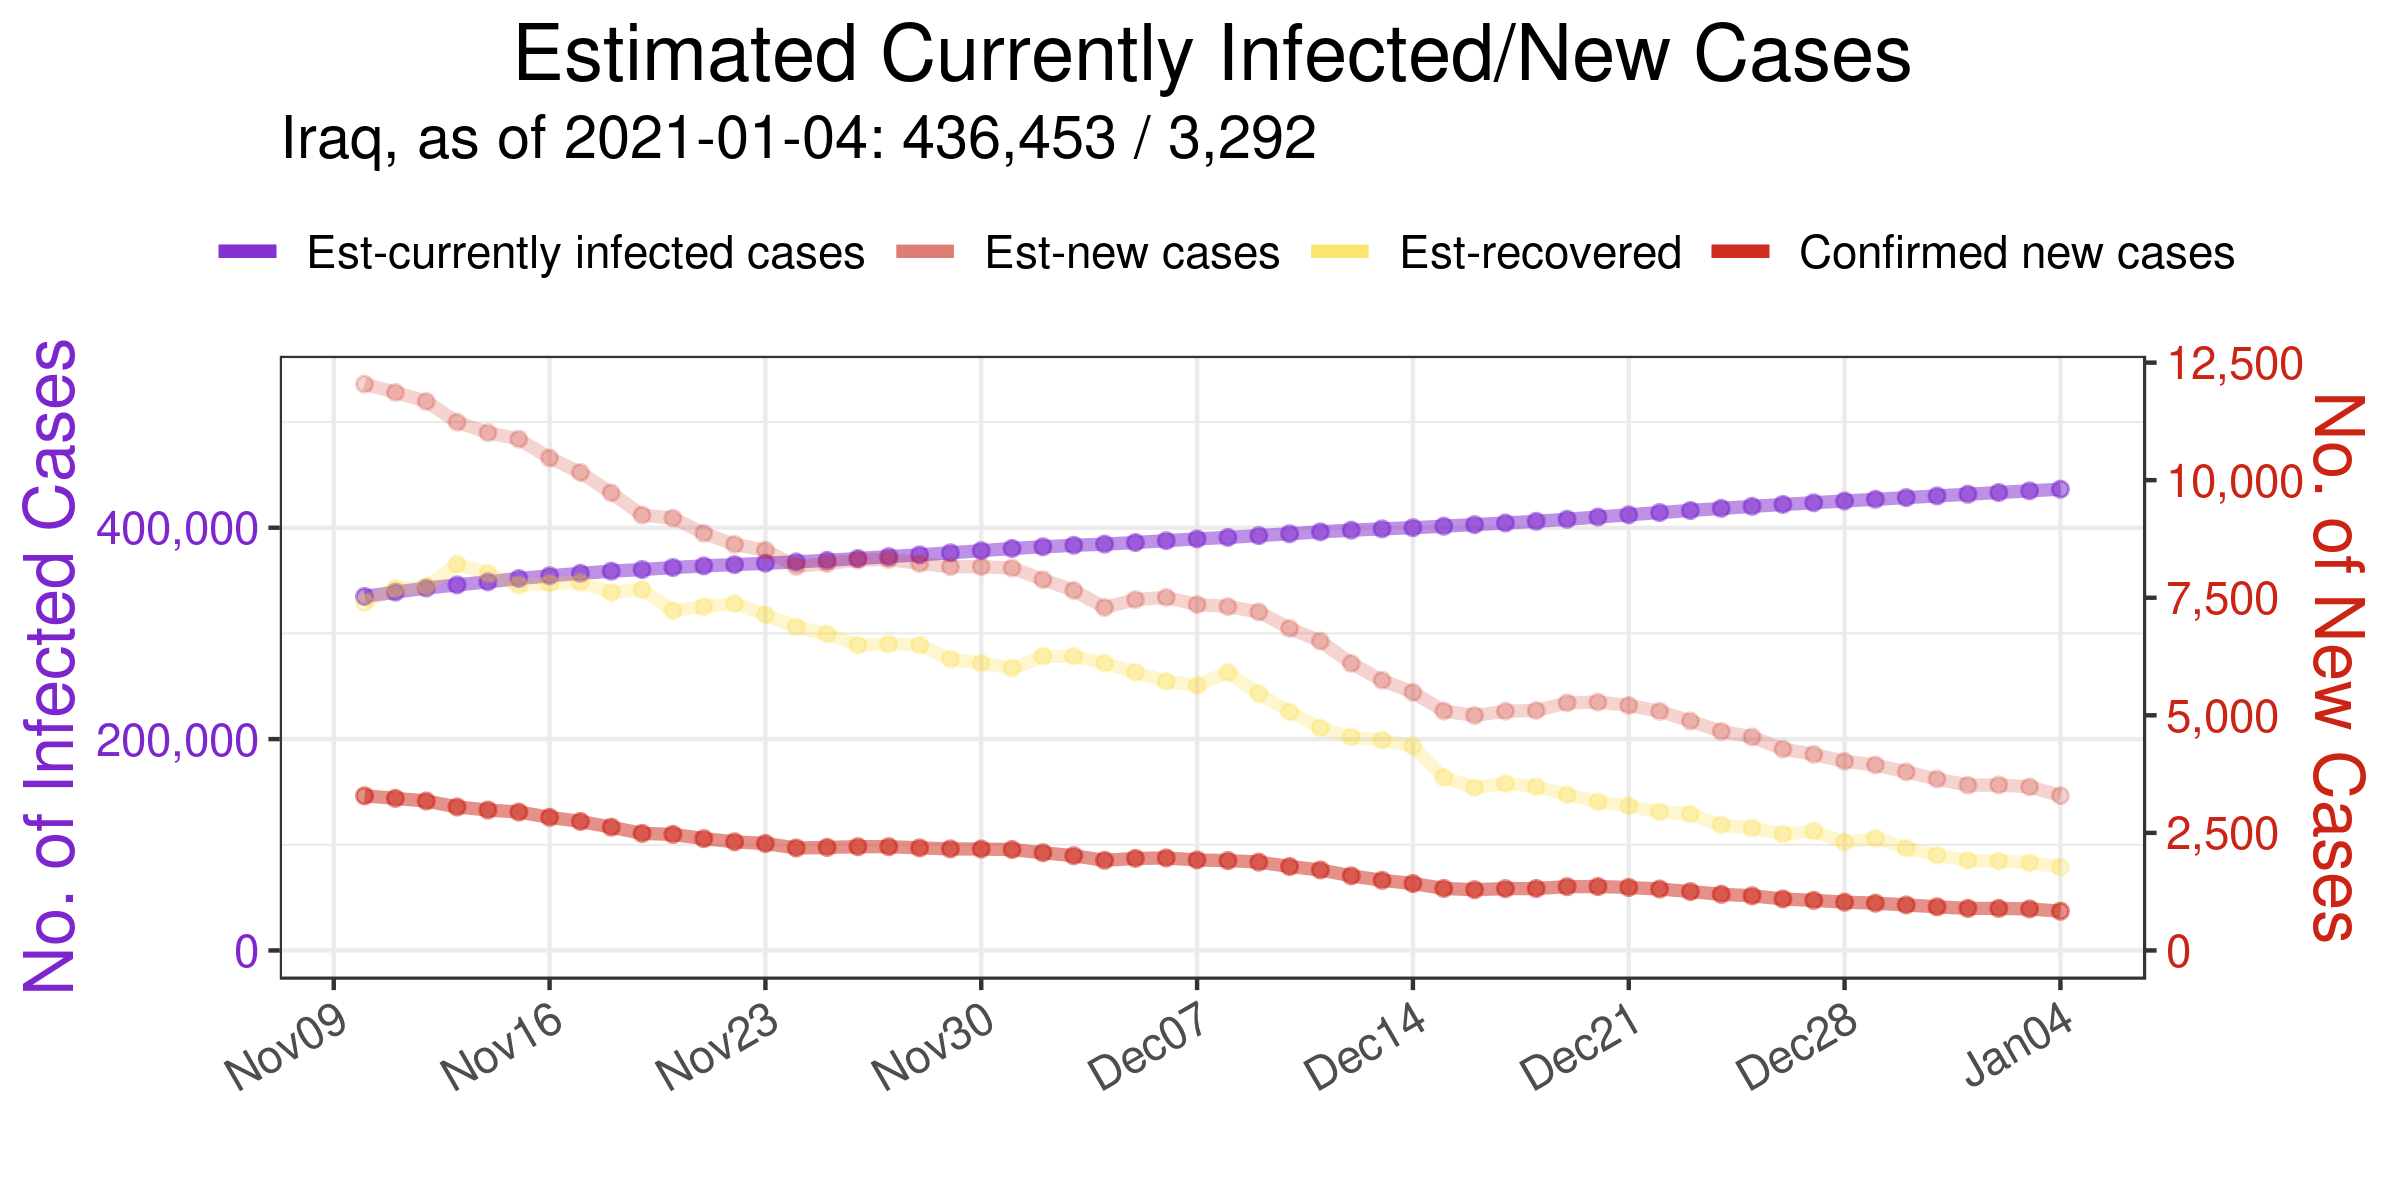 Estimated Currently Infected/New Cases
Iraq, as of 2021-01-04: 436,453 / 3,292
Est-currently infected cases Est-new cases Est-recovered Confirmed new cases
No. of Infected Cases
400,000
200,000
0
12,500
10,000
7,500
5,000
2,500
0
No. of New Cases
Nov09 Nov16 Nov23 Nov30 Dec07 Dec14 Dec21 Dec28 Jan04